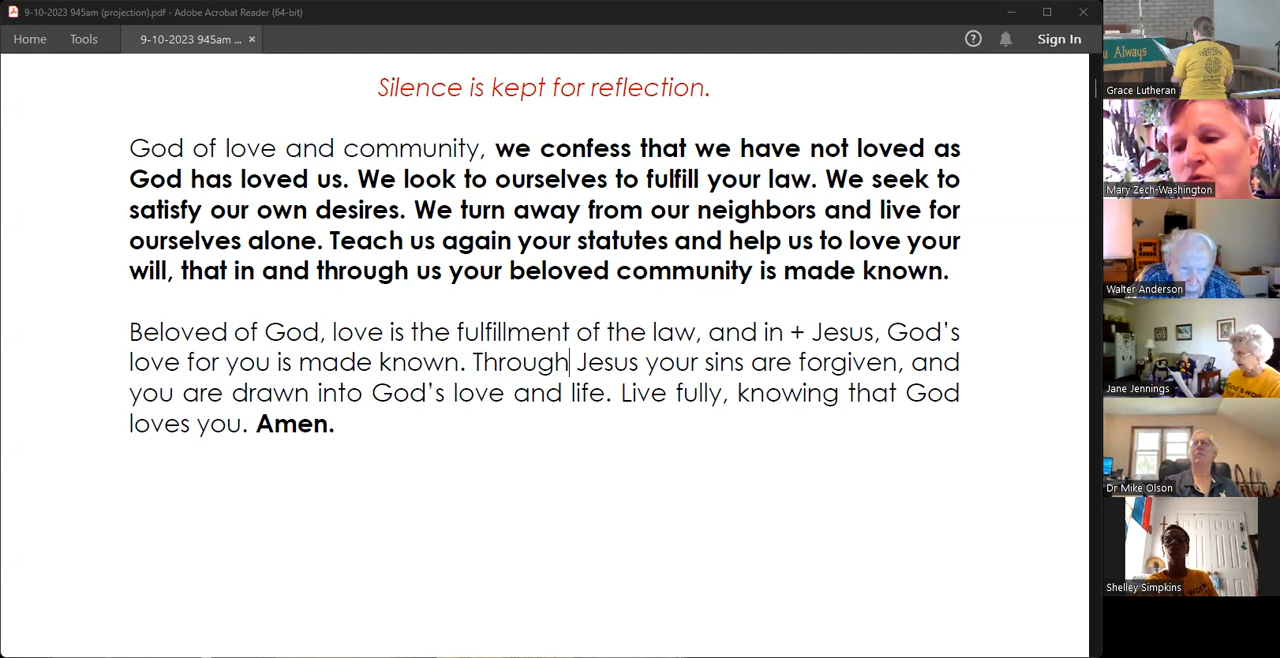 9-10-2023 945am (projection).pdf - Adobe Acrobat Reader (64-bit)
Home Tools 9-10-2023 945am ... × Sign In
Silence is kept for reflection.
God of love and community, we confess that we have not loved as
God has loved us. We look to ourselves to fulfill your law. We seek to
satisfy our own desires. We turn away from our neighbors and live for
ourselves alone. Teach us again your statutes and help us to love your
will, that in and through us your beloved community is made known.
Beloved of God, love is the fulfillment of the law, and in + Jesus, God’s
love for you is made known. Through Jesus your sins are forgiven, and
you are drawn into God’s love and life. Live fully, knowing that God
loves you. Amen.
Always
Grace Lutheran
Mary Zech-Washington
Walter Anderson
Jane Jennings
Dr Mike Olson
Shelley Simpkins